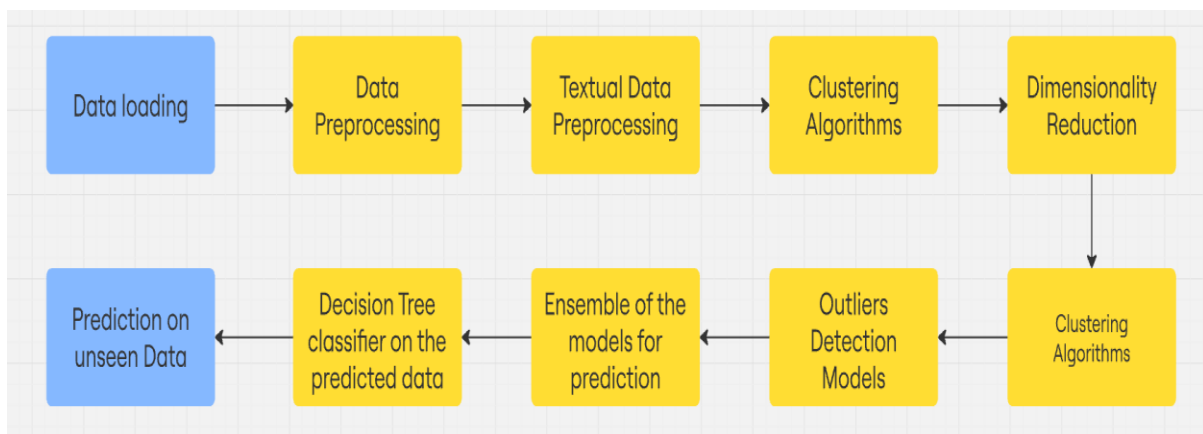 Data loading
Data
Preprocessing
Textual Data
Preprocessing
Clustering
Algorithms
Dimensionality
Reduction
Clustering
Algorithms
Outliers
Detection
Models
Ensemble of the
models for
prediction
Decision Tree
classifier on the
predicted data
Prediction on
unseen Data